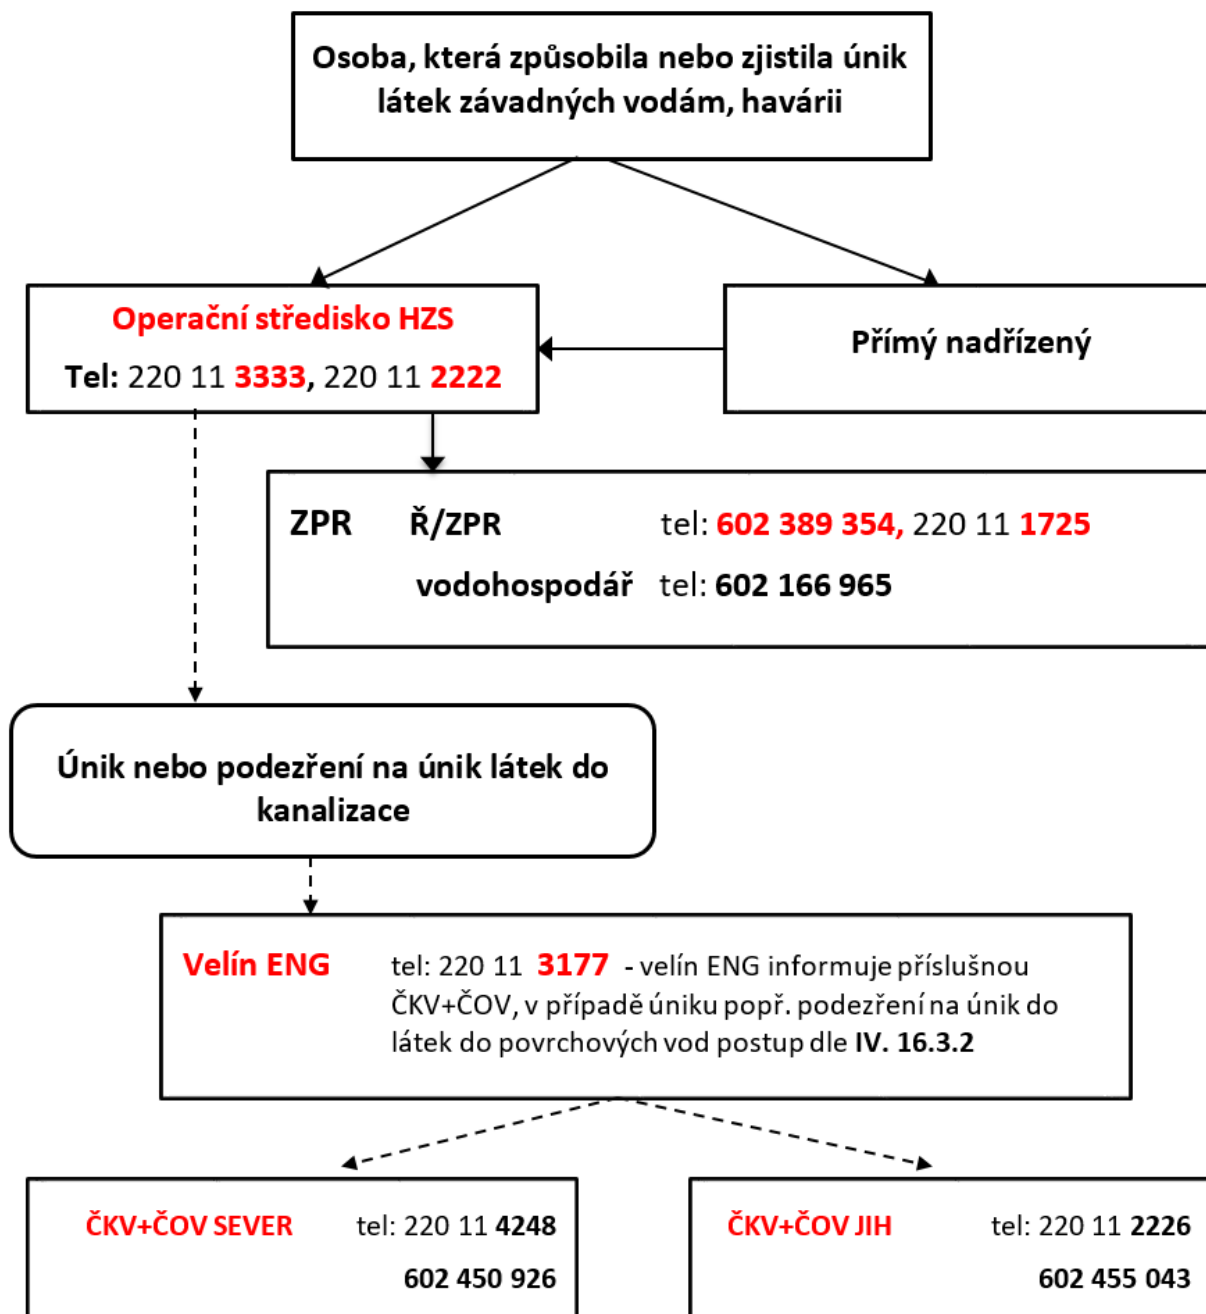 Osoba, která způsobila nebo zjistila únik
látek závadných vodám, havárii
Operační středisko HZS
Tel: 220 11 3333, 220 11 2222
Přímý nadřízený
ZPR Ř/ZPR tel: 602 389 354, 220 11 1725
vodohospodář tel: 602 166 965
Únik nebo podezření na únik látek do
kanalizace
Velín ENG tel: 220 11 3177 - velín ENG informuje příslušnou
ČKV+ČOV, v případě úniku popř. podezření na únik do
látek do povrchových vod postup dle IV. 16.3.2
ČKV+ČOV SEVER tel: 220 11 4248
602 450 926
ČKV+ČOV JIH tel: 220 11 2226
602 455 043